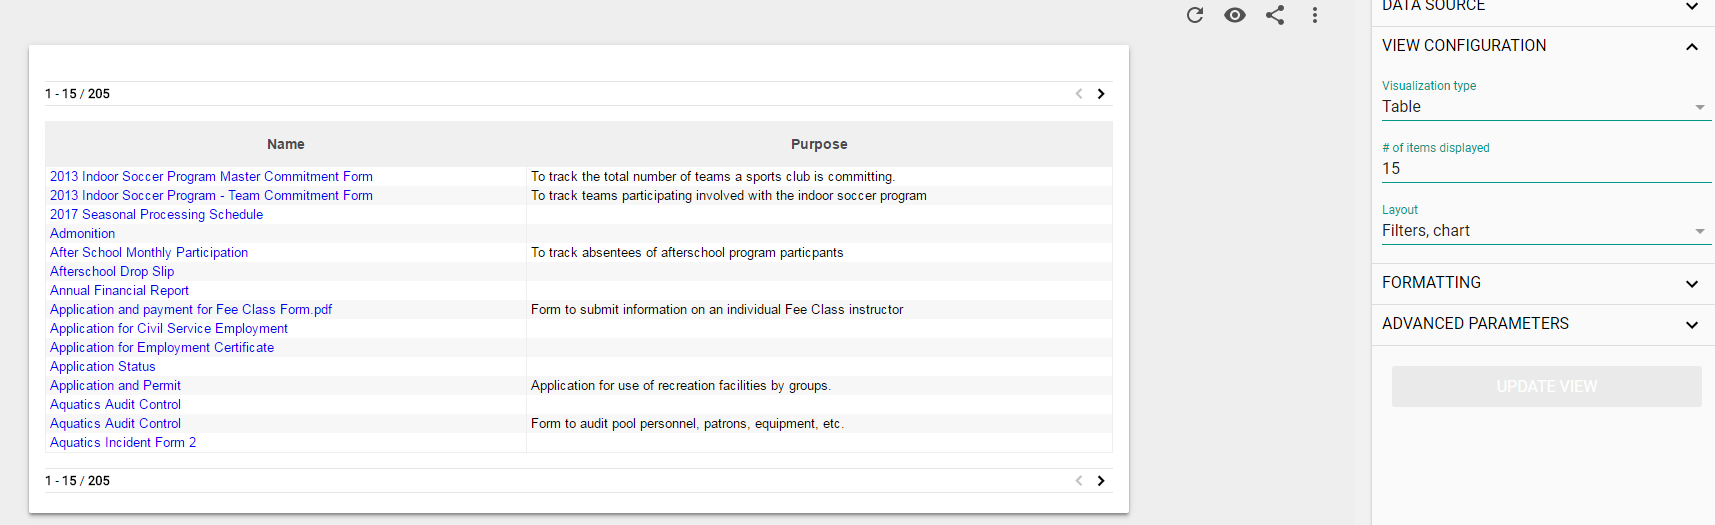 1 - 15 / 205
Name Purpose
2013 Indoor Soccer Program Master Commitment Form To track the total number of teams a sports club is committing.
2013 Indoor Soccer Program - Team Commitment Form To track teams participating involved with the indoor soccer program
2017 Seasonal Processing Schedule
Admonition
After School Monthly Participation To track absentees of afterschool program particpants
Afterschool Drop Slip
Annual Financial Report
Application and payment for Fee Class Form.pdf Form to submit information on an individual Fee Class instructor
Application for Civil Service Employment
Application for Employment Certificate
Application Status
Application and Permit Application for use of recreation facilities by groups.
Aquatics Audit Control
Aquatics Audit Control Form to audit pool personnel, patrons, equipment, etc.
Aquatics Incident Form 2
1 - 15 / 205
DATA SOURCE
VIEW CONFIGURATION
Visualization type
Table
# of items displayed
15
Layout
Filters, chart
FORMATTING
ADVANCED PARAMETERS
UPDATE VIEW